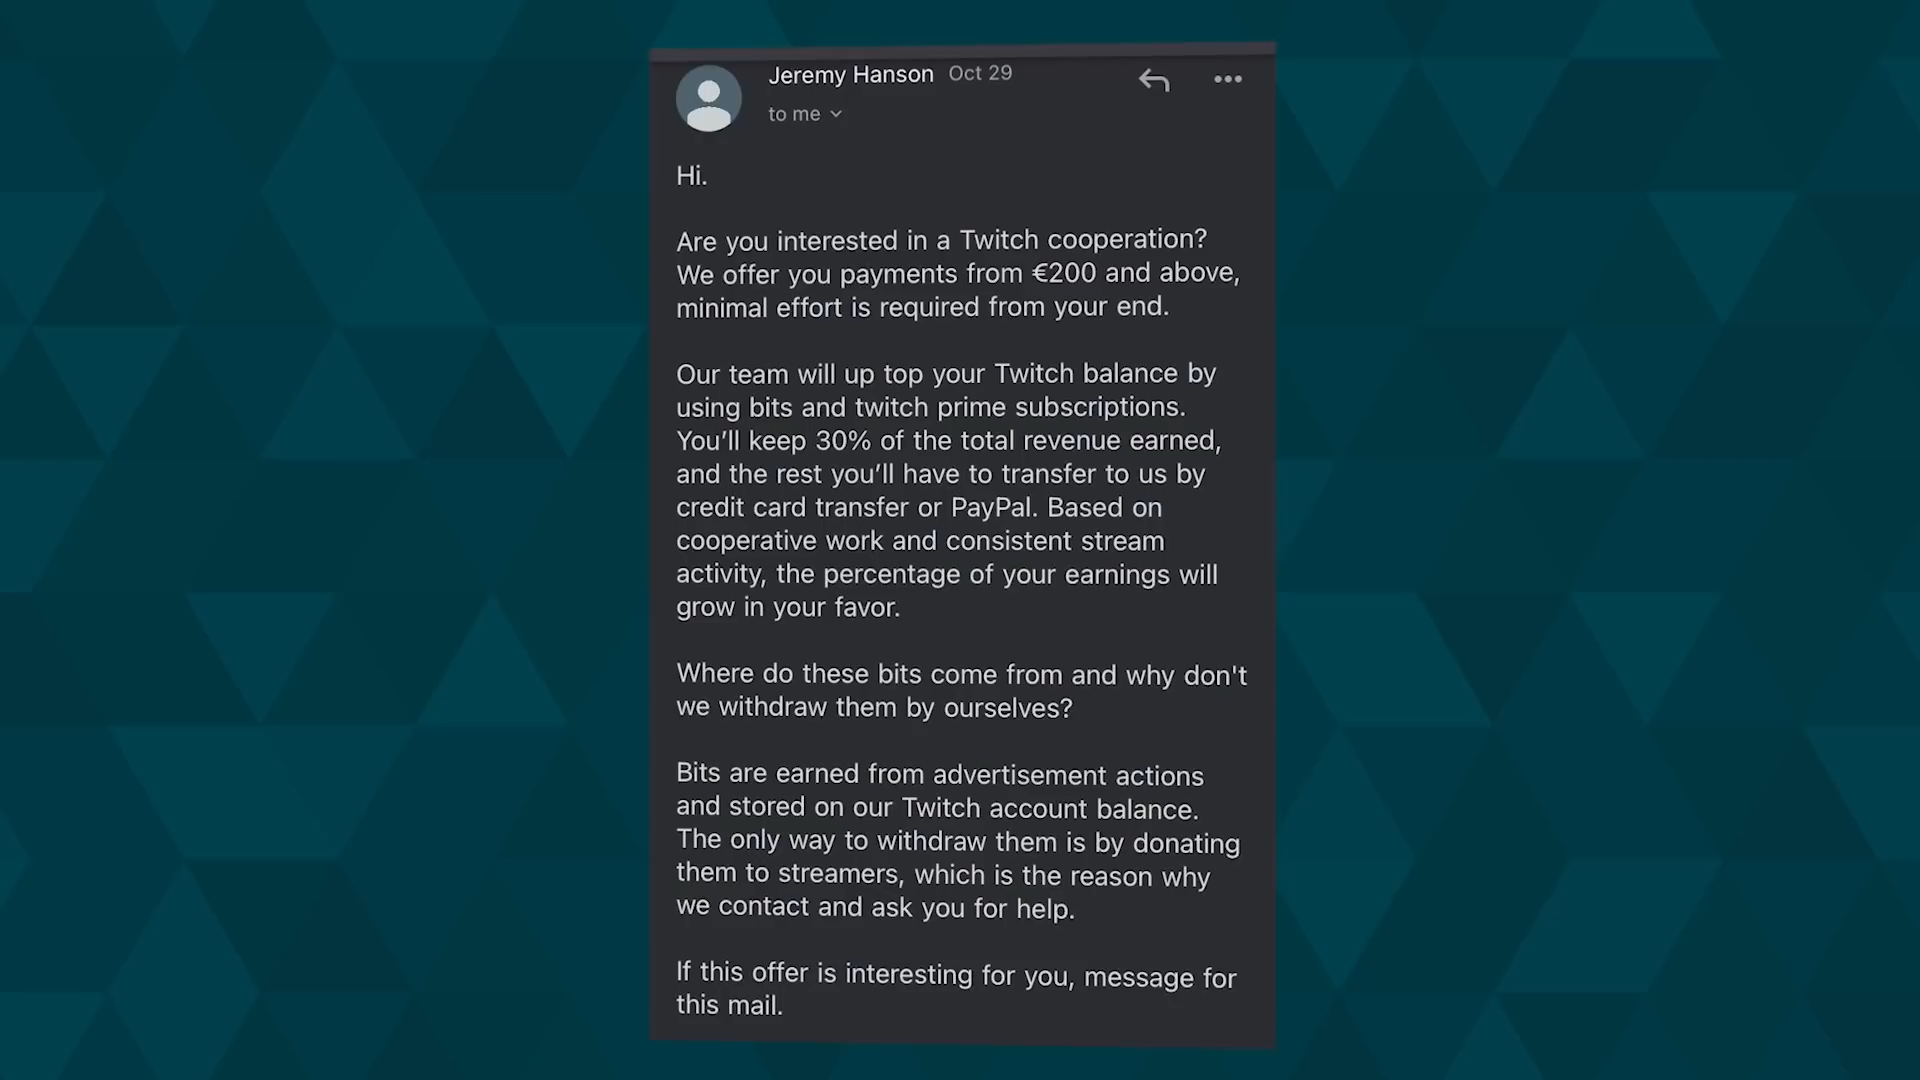 Jeremy Hanson Oct 29
to me
Hi.
Are you interested in a Twitch cooperation?
We offer you payments from €200 and above,
minimal effort is required from your end.
Our team will up top your Twitch balance by
using bits and twitch prime subscriptions.
You’ll keep 30% of the total revenue earned,
and the rest you’ll have to transfer to us by
credit card transfer or PayPal. Based on
cooperative work and consistent stream
activity, the percentage of your earnings will
grow in your favor.
Where do these bits come from and why don't
we withdraw them by ourselves?
Bits are earned from advertisement actions
and stored on our Twitch account balance.
The only way to withdraw them is by donating
them to streamers, which is the reason why
we contact and ask you for help.
If this offer is interesting for you, message for
this mail.